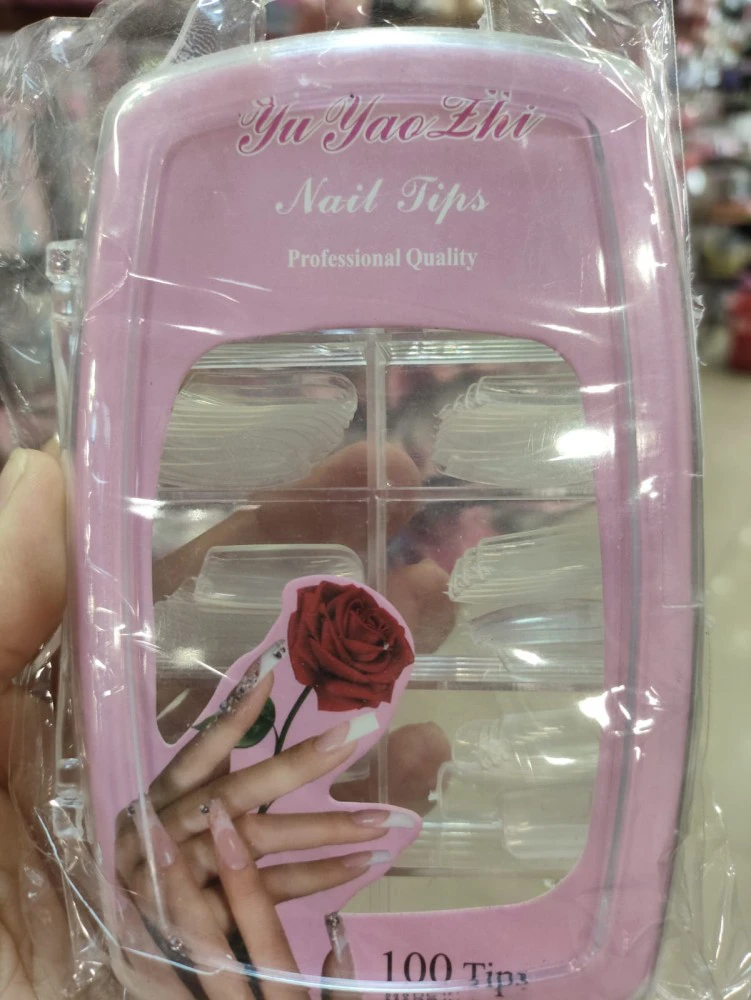 Yu Yao Zhi
Nail Tips
Professional Quality
100 Tips